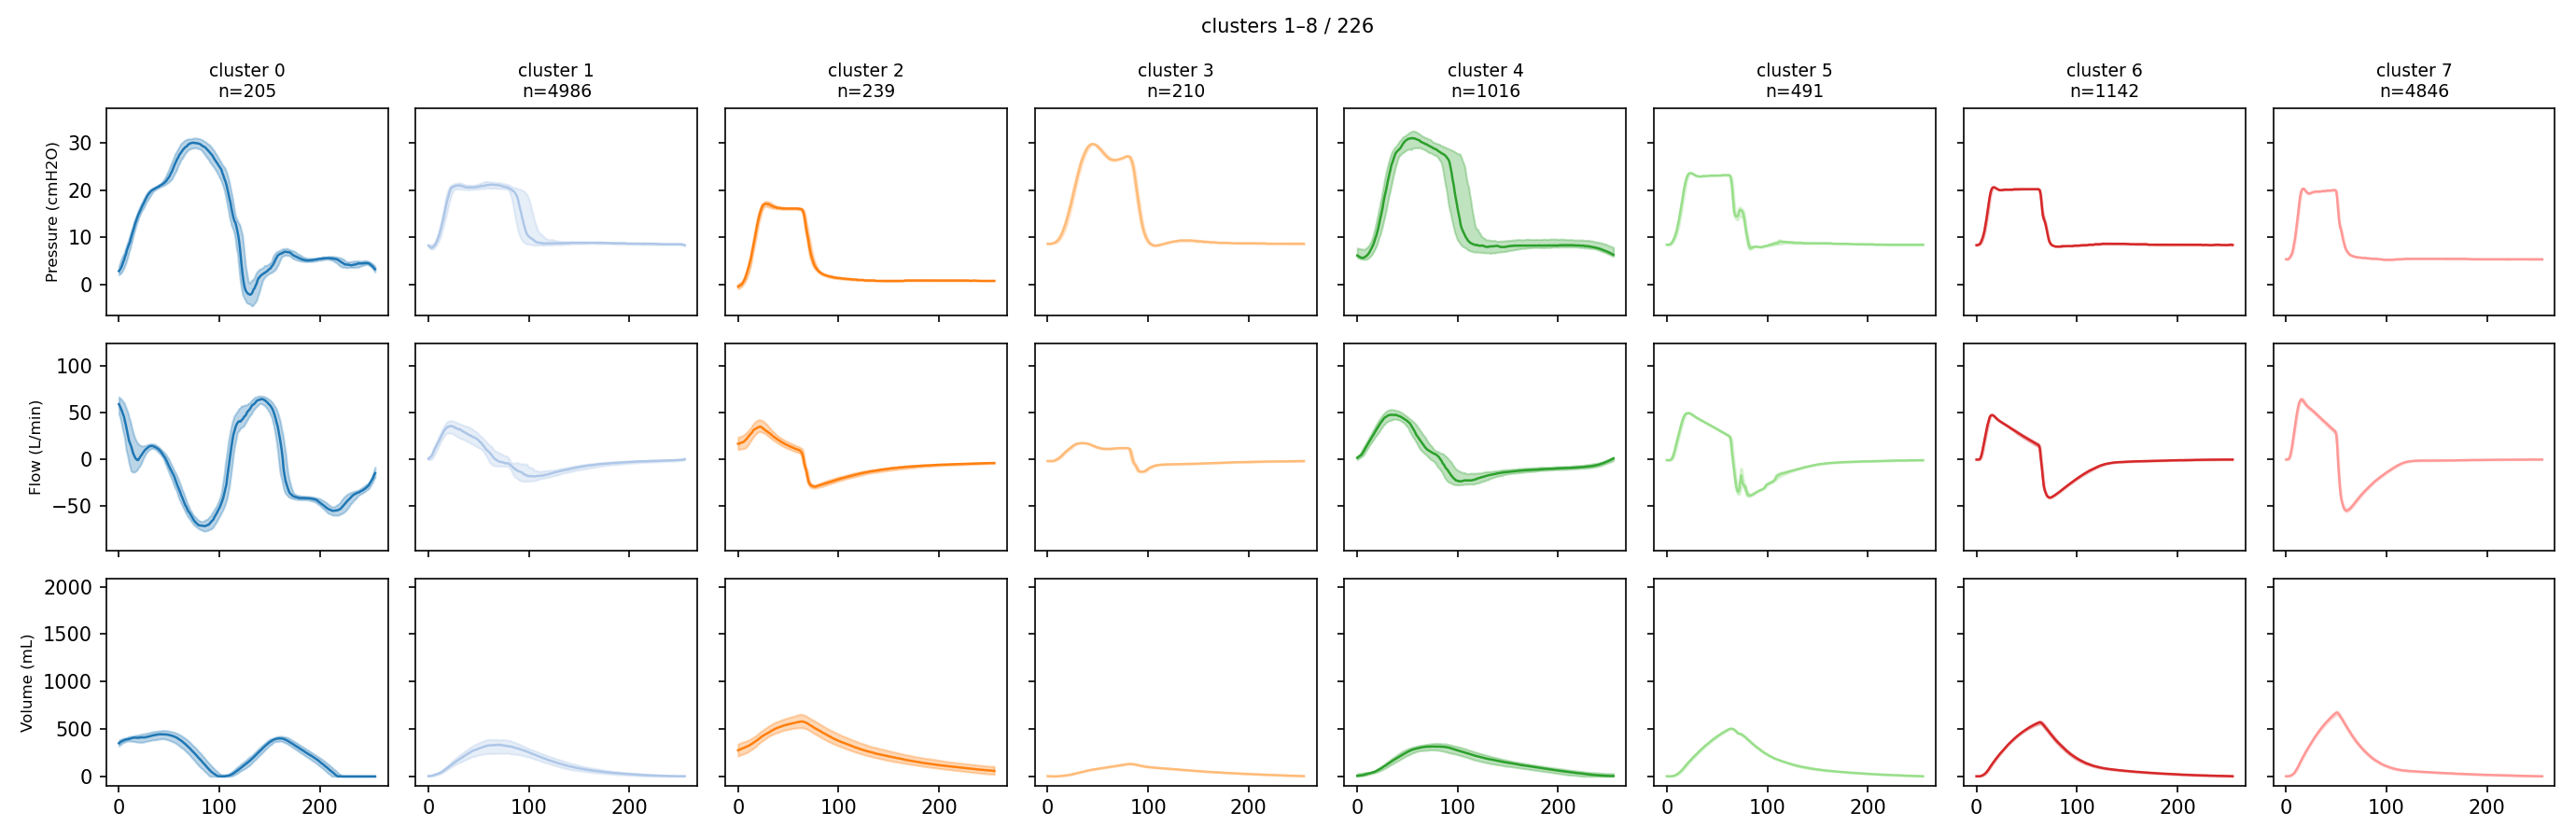 clusters 1–8 / 226
cluster 0 cluster 1 cluster 2 cluster 3 cluster 4 cluster 5 cluster 6 cluster 7
n=205 n=4986 n=239 n=210 n=1016 n=491 n=1142 n=4846
Pressure (cmH2O)
30
20
10
0
Flow (L/min)
100
50
0
−50
Volume (mL)
2000
1500
1000
500
0
0 100 200 0 100 200 0 100 200 0 100 200 0 100 200 0 100 200 0 100 200 0 100 200